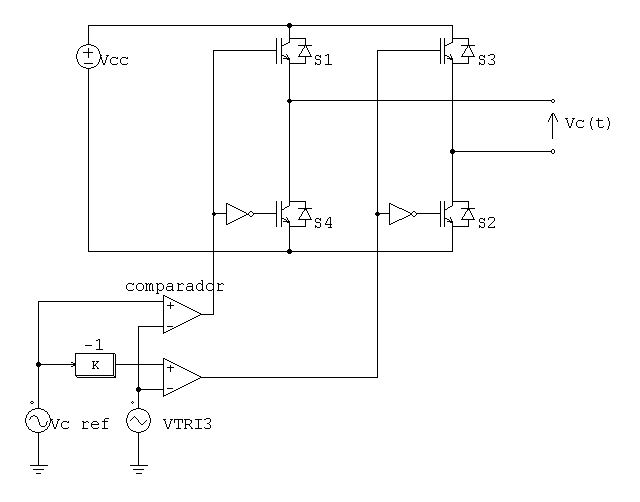 S1
S3
Vcc
Vc(t)
S4
S2
comparador
+
−
-1
K
+
−
Vc ref
VTRI3